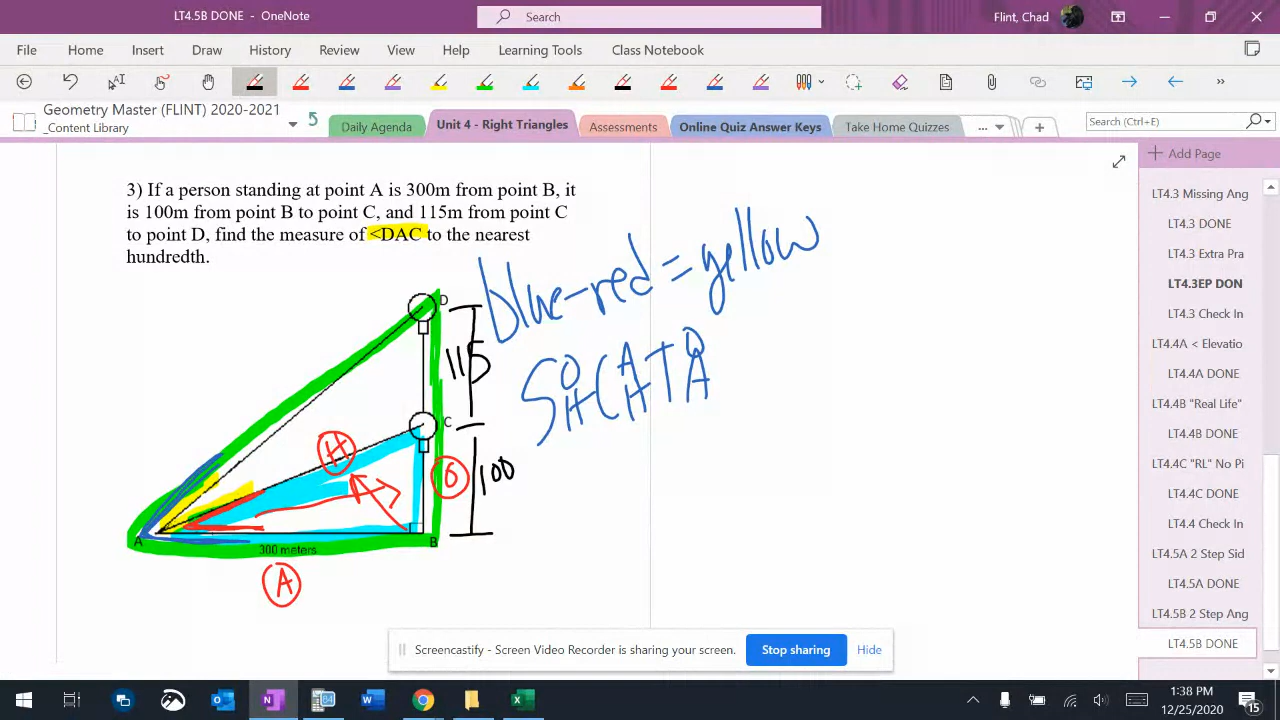 LT4.5B DONE - OneNote
Search
Flint, Chad
File Home Insert Draw History Review View Help Learning Tools Class Notebook
Geometry Master (FLINT) 2020-2021
_Content Library
Daily Agenda
Unit 4 - Right Triangles
Assessments
Online Quiz Answer Keys
Take Home Quizzes
...
Search (Ctrl+E)
3) If a person standing at point A is 300m from point B, it
is 100m from point B to point C, and 115m from point C
to point D, find the measure of <DAC to the nearest
hundredth.
blue-red=yellow
S O H C A H T O A
D
115
C
H
O
100
A
300 meters
B
A
Add Page
LT4.3 Missing Ang
LT4.3 DONE
LT4.3 Extra Pra
LT4.3EP DON
LT4.3 Check In
LT4.4A < Elevatio
LT4.4A DONE
LT4.4B "Real Life"
LT4.4B DONE
LT4.4C "RL" No Pi
LT4.4C DONE
LT4.4 Check In
LT4.5A 2 Step Sid
LT4.5A DONE
LT4.5B 2 Step Ang
LT4.5B DONE
Screencastify - Screen Video Recorder is sharing your screen.
Stop sharing
Hide
1:38 PM
12/25/2020
15